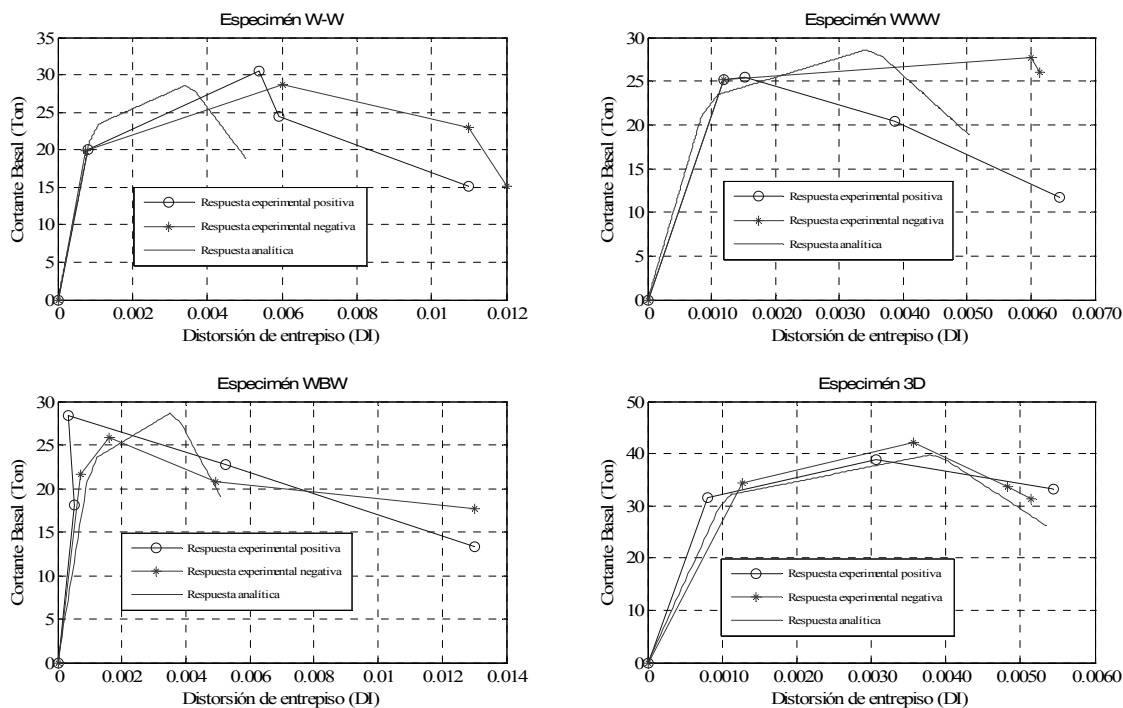 Especimén W-W
35
30
25
20
15
10
5
0
Cortante Basal (Ton)
Respuesta experimental positiva
Respuesta experimental negativa
Respuesta analítica
0 0.002 0.004 0.006 0.008 0.01 0.012
Distorsión de entrepiso (DI)
Especimén WWW
30
25
20
15
10
5
0
Cortante Basal (Ton)
Respuesta experimental positiva
Respuesta experimental negativa
Respuesta analítica
0 0.0010 0.0020 0.0030 0.0040 0.0050 0.0060 0.0070
Distorsión de entrepiso (DI)
Especimén WBW
30
25
20
15
10
5
0
Cortante Basal (Ton)
Respuesta experimental positiva
Respuesta experimental negativa
Respuesta analítica
0 0.002 0.004 0.006 0.008 0.01 0.012 0.014
Distorsión de entrepiso (DI)
Especimén 3D
50
40
30
20
10
0
Cortante Basal (Ton)
Respuesta experimental positiva
Respuesta experimental negativa
Respuesta analítica
0 0.0010 0.0020 0.0030 0.0040 0.0050 0.0060
Distorsión de entrepiso (DI)